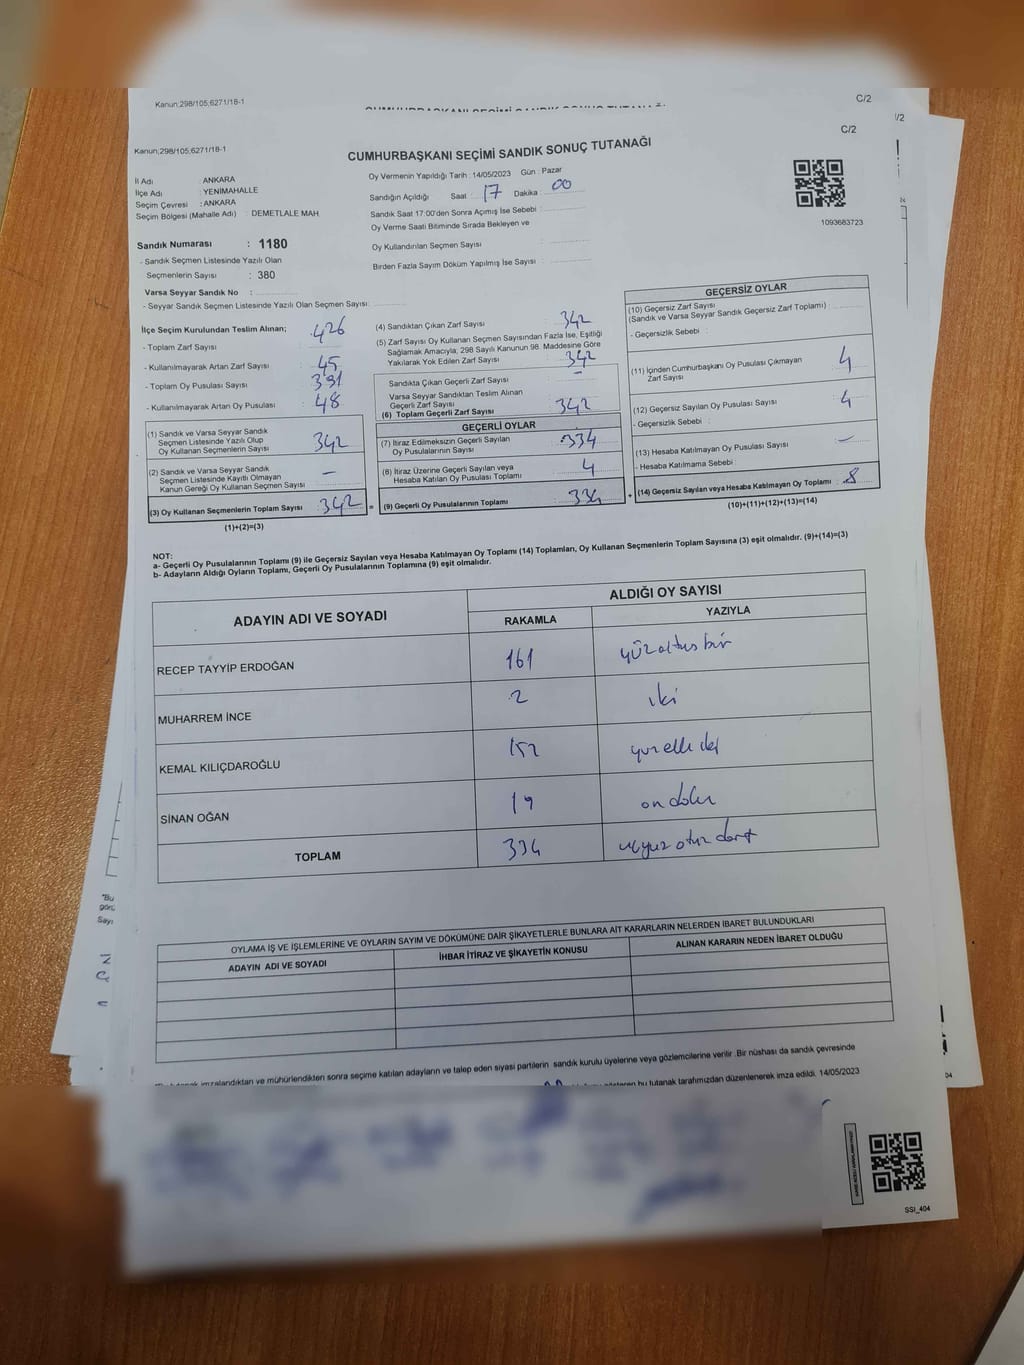 Kanun;298/105;6271/18-1
C/2
Kanun;298/105;6271/18-1
C/2
CUMHURBAŞKANI SEÇİMİ SANDIK SONUÇ TUTANAĞI
İl Adı : ANKARA
İlçe Adı : YENİMAHALLE
Seçim Çevresi : ANKARA
Seçim Bölgesi (Mahalle Adı) : DEMETLALE MAH.
Sandık Numarası : 1180
- Sandık Seçmen Listesinde Yazılı Olan
Seçmenlerin Sayısı : 380
Varsa Seyyar Sandık No :
- Seyyar Sandık Seçmen Listesinde Yazılı Olan Seçmen Sayısı:
Oy Vermenin Yapıldığı Tarih : 14/05/2023 Gün : Pazar
Sandığın Açıldığı Saat : 17 Dakika : 00
Sandık Saat 17:00'den Sonra Açımış İse Sebebi :
Oy Verme Saati Bitiminde Sırada Bekleyen ve
Oy Kullandırılan Seçmen Sayısı :
Birden Fazla Sayım Döküm Yapılmış İse Sayısı :
1093683723
İlçe Seçim Kurulundan Teslim Alınan;
- Toplam Zarf Sayısı : 426
- Kullanılmayarak Artan Zarf Sayısı : 45
- Toplam Oy Pusulası Sayısı : 391
- Kullanılmayarak Artan Oy Pusulası : 48
(1) Sandık ve Varsa Seyyar Sandık
Seçmen Listesinde Yazılı Olup
Oy Kullanan Seçmenlerin Sayısı : 342
(2) Sandık ve Varsa Seyyar Sandık
Seçmen Listesinde Kayıtlı Olmayan
Kanun Gereği Oy Kullanan Seçmen Sayısı : –
(3) Oy Kullanan Seçmenlerin Toplam Sayısı : 342 =
(1)+(2)=(3)
(4) Sandıktan Çıkan Zarf Sayısı : 342
(5) Zarf Sayısı Oy Kullanan Seçmen Sayısından Fazla İse, Eşitliği
Sağlamak Amacıyla, 298 Sayılı Kanunun 98. Maddesine Göre
Yakılarak Yok Edilen Zarf Sayısı : 342
Sandıkta Çıkan Geçerli Zarf Sayısı : –
Varsa Seyyar Sandıktan Teslim Alınan
Geçerli Zarf Sayısı
(6) Toplam Geçerli Zarf Sayısı : 342
GEÇERLİ OYLAR
(7) İtiraz Edilmeksizin Geçerli Sayılan
Oy Pusulalarının Sayısı : 334
(8) İtiraz Üzerine Geçerli Sayılan veya
Hesaba Katılan Oy Pusulası Toplamı : 4
(9) Geçerli Oy Pusulalarının Toplamı : 334 +
GEÇERSİZ OYLAR
(10) Geçersiz Zarf Sayısı
(Sandık ve Varsa Seyyar Sandık Geçersiz Zarf Toplamı) :
- Geçersizlik Sebebi :
(11) İçinden Cumhurbaşkanı Oy Pusulası Çıkmayan
Zarf Sayısı : 4
(12) Geçersiz Sayılan Oy Pusulası Sayısı : 4
- Geçersizlik Sebebi :
(13) Hesaba Katılmayan Oy Pusulası Sayısı : –
- Hesaba Katılmama Sebebi :
(14) Geçersiz Sayılan veya Hesaba Katılmayan Oy Toplamı : 8
(10)+(11)+(12)+(13)=(14)
NOT:
a- Geçerli Oy Pusulalarının Toplamı (9) ile Geçersiz Sayılan veya Hesaba Katılmayan Oy Toplamı (14) Toplamları, Oy Kullanan Seçmenlerin Toplam Sayısına (3) eşit olmalıdır. (9)+(14)=(3)
b- Adayların Aldığı Oyların Toplamı, Geçerli Oy Pusulalarının Toplamına (9) eşit olmalıdır.
ADAYIN ADI VE SOYADI
ALDIĞI OY SAYISI
RAKAMLA YAZIYLA
RECEP TAYYİP ERDOĞAN 161 yüzaltmışbir
MUHARREM İNCE 2 iki
KEMAL KILIÇDAROĞLU 152 yüzelli iki
SİNAN OĞAN 19 on dokuz
TOPLAM 334 üçyüz otuz dört
OYLAMA İŞ VE İŞLEMLERİNE VE OYLARIN SAYIM VE DÖKÜMÜNE DAİR ŞİKAYETLERLE BUNLARA AİT KARARLARIN NELERDEN İBARET BULUNDUKLARI
ADAYIN ADI VE SOYADI İHBAR İTİRAZ VE ŞİKAYETİN KONUSU ALINAN KARARIN NEDEN İBARET OLDUĞU
imzalandıktan ve mühürlendikten sonra seçime katılan adayların ve talep eden siyasi partilerin sandık kurulu üyelerine veya gözlemcilerine verilir. Bir nüshası da sandık çevresinde
bu tutanak tarafımızdan düzenlenerek imza edildi. 14/05/2023
SSI_404